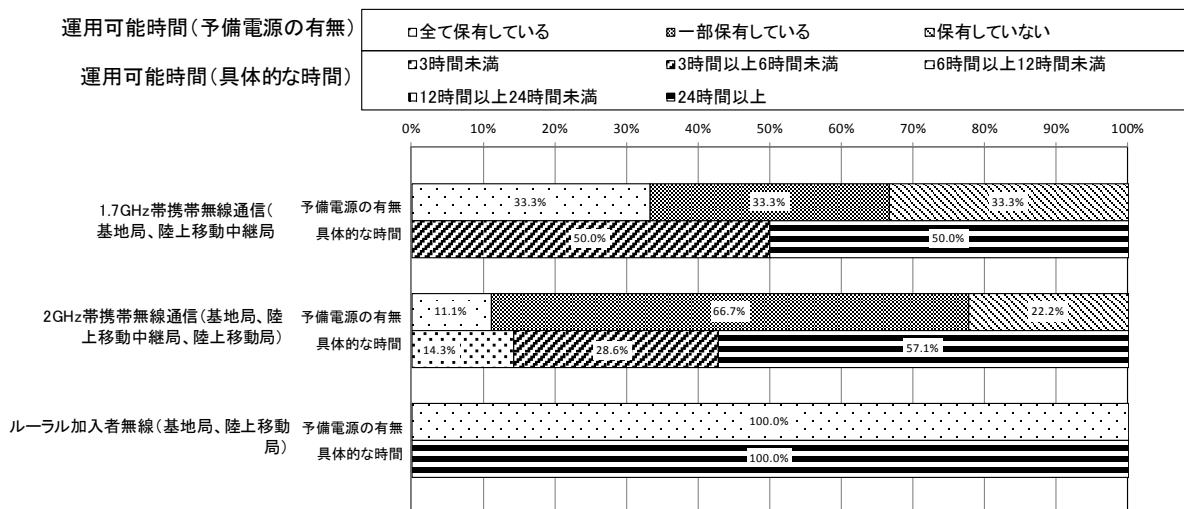 運用可能時間(予備電源の有無)
全て保有している 一部保有している 保有していない
運用可能時間(具体的な時間)
3時間未満 3時間以上6時間未満 6時間以上12時間未満
12時間以上24時間未満 24時間以上
0% 10% 20% 30% 40% 50% 60% 70% 80% 90% 100%
1.7GHz帯携帯無線通信(
基地局、陸上移動中継局
予備電源の有無
33.3% 33.3% 33.3%
具体的な時間
50.0% 50.0%
2GHz帯携帯無線通信(基地局、陸
上移動中継局、陸上移動局)
予備電源の有無
11.1% 66.7% 22.2%
具体的な時間
14.3% 28.6% 57.1%
ルーラル加入者無線(基地局、陸上移動
局)
予備電源の有無
100.0%
具体的な時間
100.0%